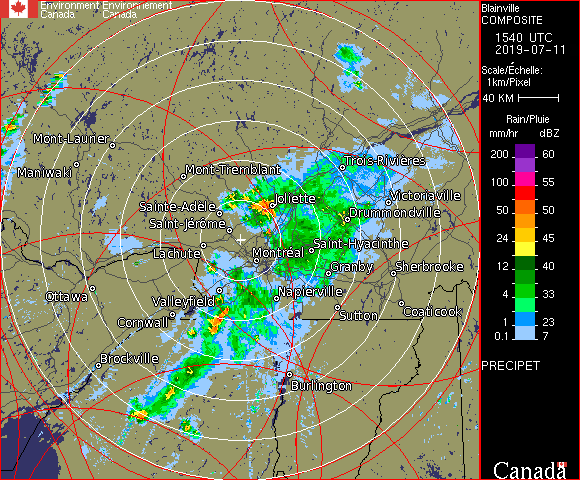 Environment Environnement
Canada Canada
Blainville
COMPOSITE
1540 UTC
2019-07-11
Scale/Échelle:
1km/Pixel
40 KM
Rain/Pluie
mm/hr dBZ
200 60
100 55
50 50
24 45
12 40
4 33
1 23
0.1 7
PRECIPET
Mont-Laurier
Maniwaki
Mont-Tremblant
Trois-Rivières
Sainte-Adèle
Joliette
Victoriaville
Drummondville
Saint-Jérôme
Saint-Hyacinthe
Lachute
Montréal
Granby
Sherbrooke
Ottawa
Valleyfield
Napierville
Cornwall
Sutton
Coaticook
Brockville
Burlington
Canada